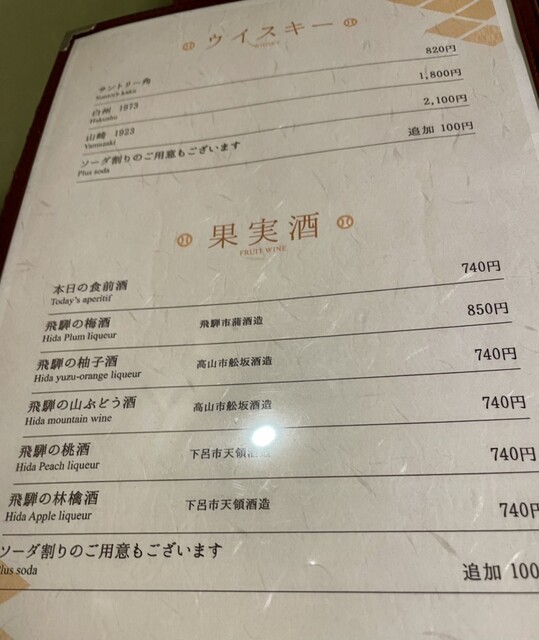 ウイスキー
WHISKY
サントリー角 820円
Suntory kaku
白州 1973 1,800円
Hakushu
山崎 1923 2,100円
Yamazaki
ソーダ割りのご用意もございます 追加 100円
Plus soda
果実酒
FRUIT WINE
本日の食前酒 740円
Today's aperitif
飛騨の梅酒 飛騨市蒲酒造 850円
Hida Plum liqueur
飛騨の柚子酒 高山市舩坂酒造 740円
Hida yuzu-orange liqueur
飛騨の山ぶどう酒 高山市舩坂酒造 740円
Hida mountain wine
飛騨の桃酒 下呂市天領酒造 740円
Hida Peach liqueur
飛騨の林檎酒 下呂市天領酒造 740円
Hida Apple liqueur
ソーダ割りのご用意もございます 追加 100
Plus soda